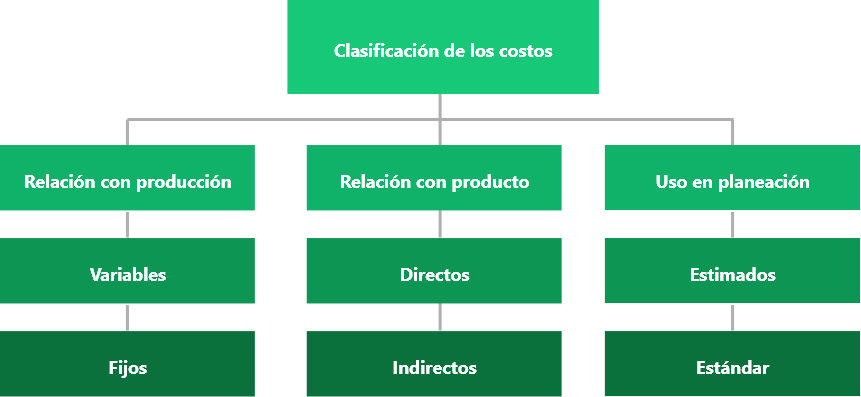 Clasificación de los costos
Relación con producción
Relación con producto
Uso en planeación
Variables
Directos
Estimados
Fijos
Indirectos
Estándar